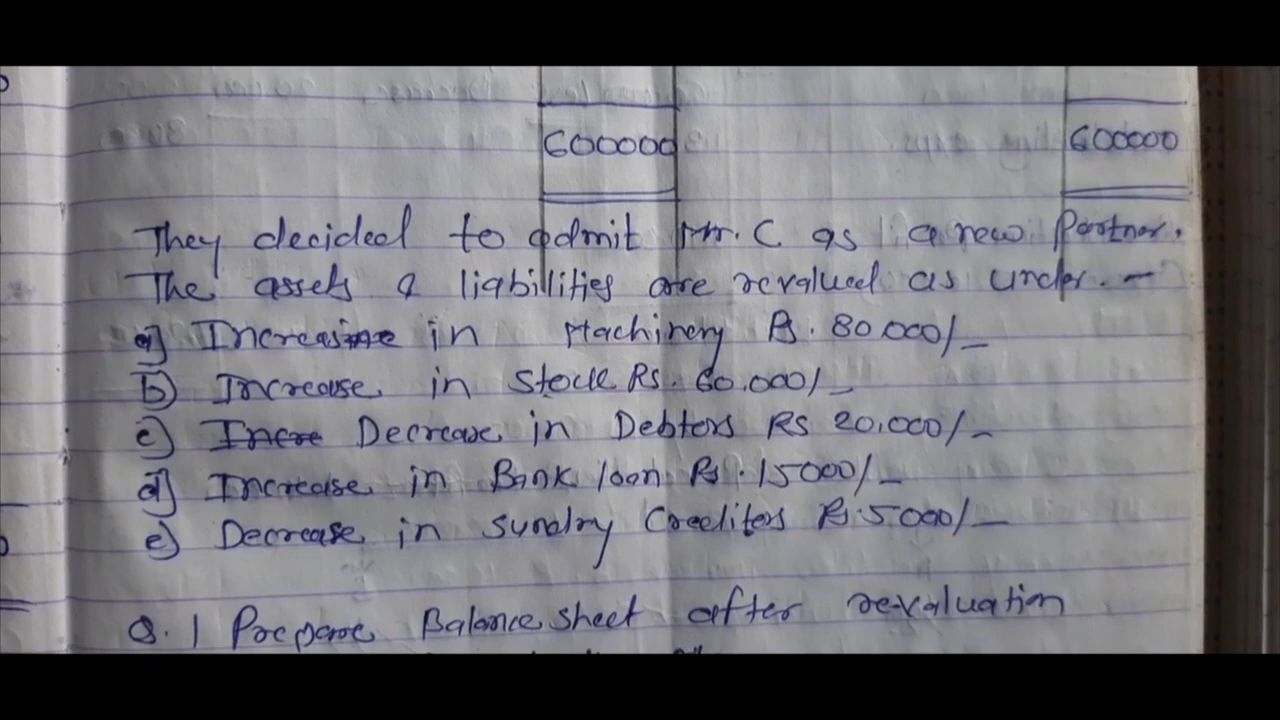 600000 600000
They decided to admit Mr. C as a new Partner.
The assets & liabilities are revalued as under. -
a) Increasine in Machinery Rs. 80.000/-
b) Increase in stock Rs. 60.000/-
c) Incre Decrease in Debtors Rs 20,000/-
d) Increase in Bank loan Rs. 15000/-
e) Decrease in Sundry Creditors Rs. 5000/-
Q. 1 Prepare Balance sheet after revaluation